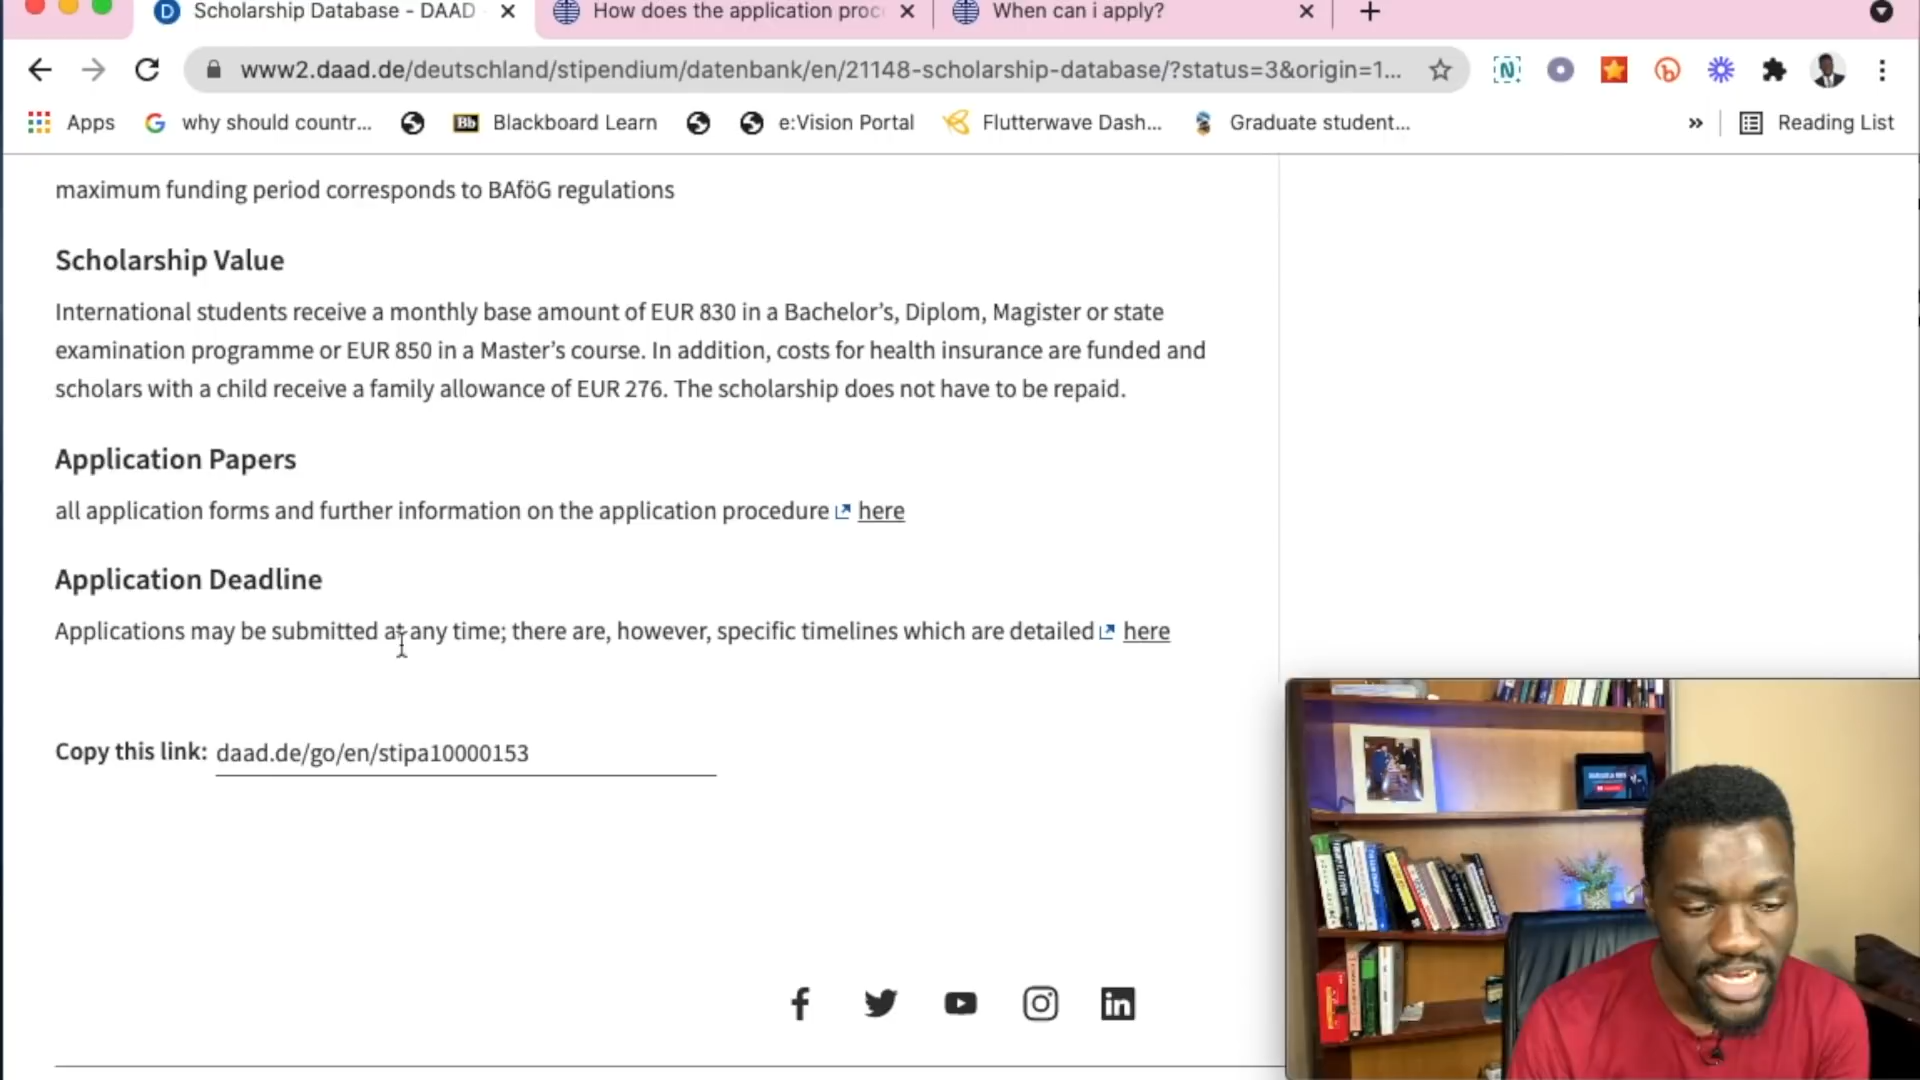 Scholarship Database - DAAD
How does the application proc
When can i apply?
www2.daad.de/deutschland/stipendium/datenbank/en/21148-scholarship-database/?status=3&origin=1...
Apps
why should countr...
Bb
Blackboard Learn
e:Vision Portal
Flutterwave Dash...
Graduate student...
»
Reading List
maximum funding period corresponds to BAföG regulations
Scholarship Value
International students receive a monthly base amount of EUR 830 in a Bachelor’s, Diplom, Magister or state
examination programme or EUR 850 in a Master’s course. In addition, costs for health insurance are funded and
scholars with a child receive a family allowance of EUR 276. The scholarship does not have to be repaid.
Application Papers
all application forms and further information on the application procedure here
Application Deadline
Applications may be submitted at any time; there are, however, specific timelines which are detailed here
Copy this link: daad.de/go/en/stipa10000153